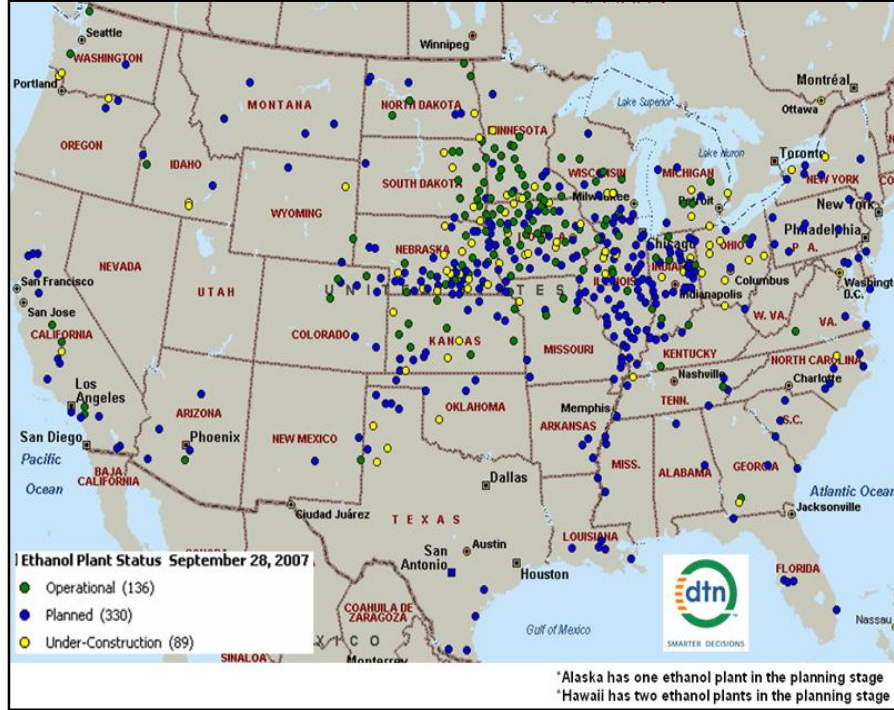 Seattle
WASHINGTON
Portland
OREGON
IDAHO
MONTANA
NORTH DAKOTA
Winnipeg
MINNESOTA
Lake Superior
Montréal
Ottawa
Toronto
Lake Huron
WISCONSIN
MICHIGAN
NEW YORK
SOUTH DAKOTA
WYOMING
Milwaukee
Detroit
New York
Chicago
Philadelphia
P A.
OHIO
NEBRASKA
NEVADA
San Francisco
San Jose
UTAH
CALIFORNIA
COLORADO
ILLINOIS
INDIANA
Indianapolis
Columbus
Washington
D.C.
W. VA.
VA.
KANSAS
MISSOURI
KENTUCKY
Nashville
NORTH CAROLINA
Charlotte
Los
Angeles
ARIZONA
Phoenix
NEW MEXICO
OKLAHOMA
Memphis
TENN.
S.C.
ARKANSAS
San Diego
BAJA
CALIFORNIA
Pacific
Ocean
MISS.
ALABAMA
GEORGIA
Dallas
Atlantic Ocean
Jacksonville
Ciudad Juárez
TEXAS
LOUISIANA
Austin
San
Antonio
Houston
FLORIDA
COAHUILA DE
ZARAGOZA
Gulf of Mexico
Nassau
SINALOA
Monterrey
Ethanol Plant Status September 28, 2007
Operational (136)
Planned (330)
Under-Construction (89)
dtn
SMARTER DECISIONS
*Alaska has one ethanol plant in the planning stage
*Hawaii has two ethanol plants in the planning stage